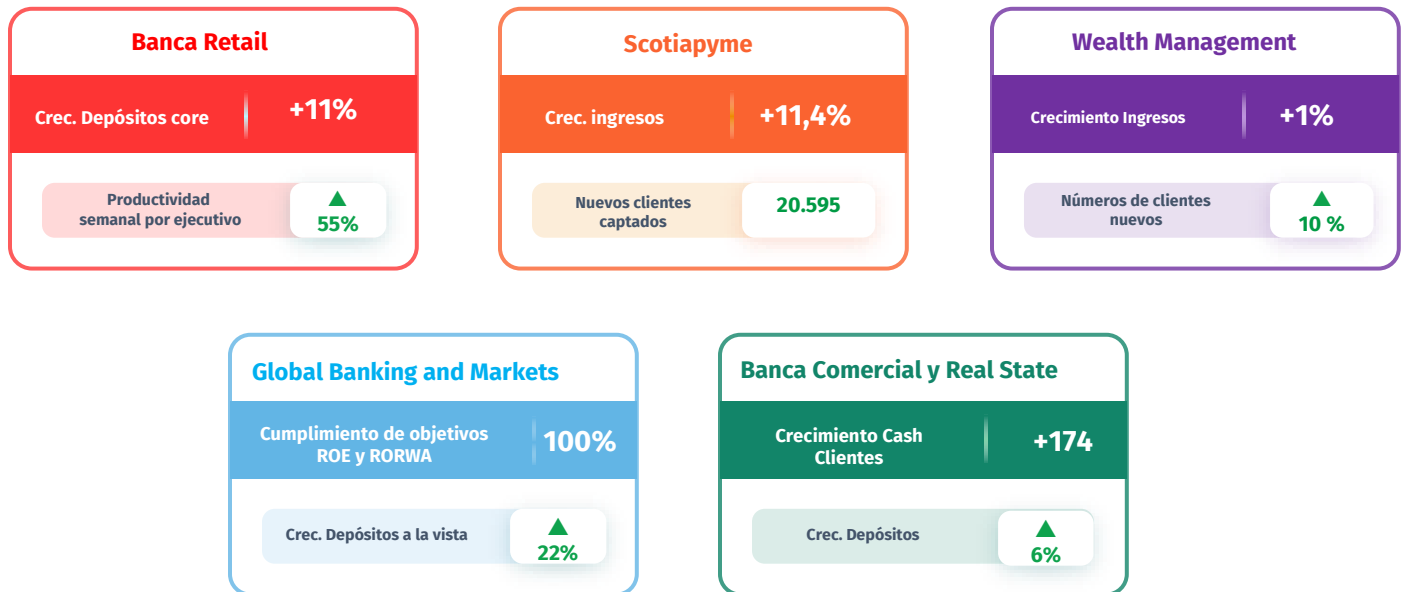 Banca Retail
Crec. Depósitos core
+11%
Productividad
semanal por ejecutivo
55%
Scotiapyme
Crec. ingresos
+11,4%
Nuevos clientes
captados
20.595
Wealth Management
Crecimiento Ingresos
+1%
Números de clientes
nuevos
10 %
Global Banking and Markets
Cumplimiento de objetivos
ROE y RORWA
100%
Crec. Depósitos a la vista
22%
Banca Comercial y Real State
Crecimiento Cash
Clientes
+174
Crec. Depósitos
6%